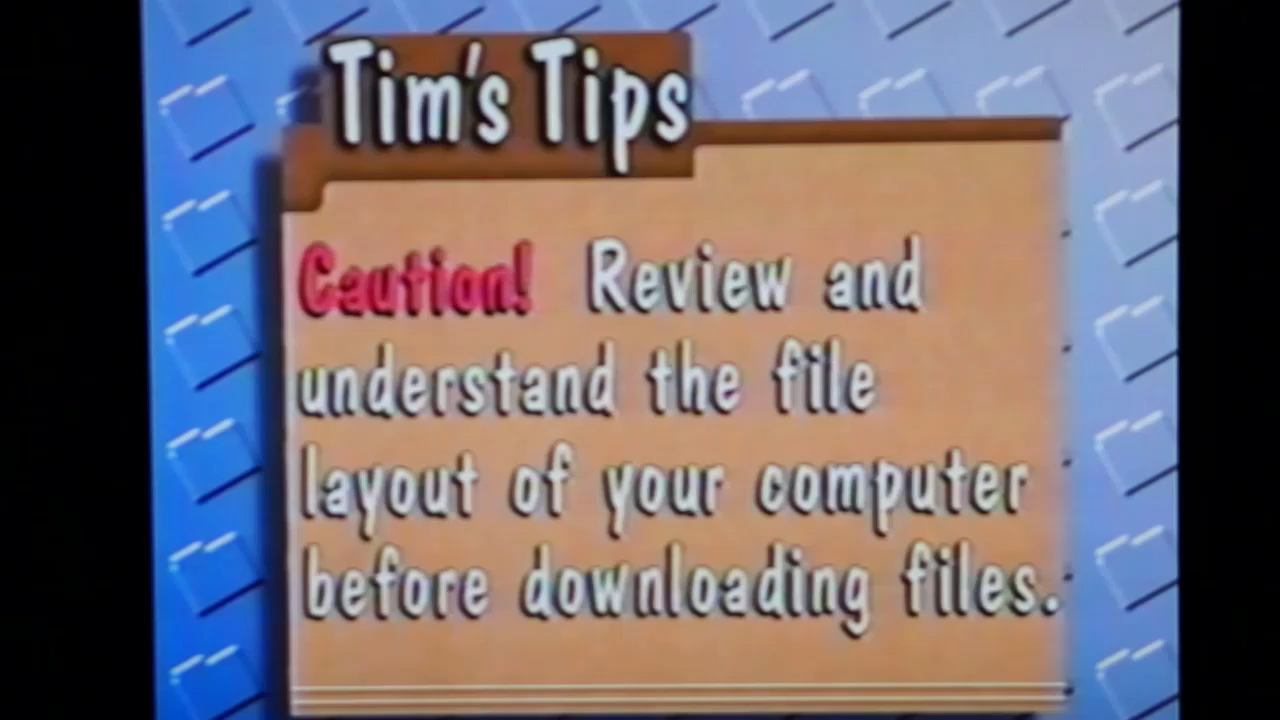 Tim's Tips
Caution! Review and
understand the file
layout of your computer
before downloading files.